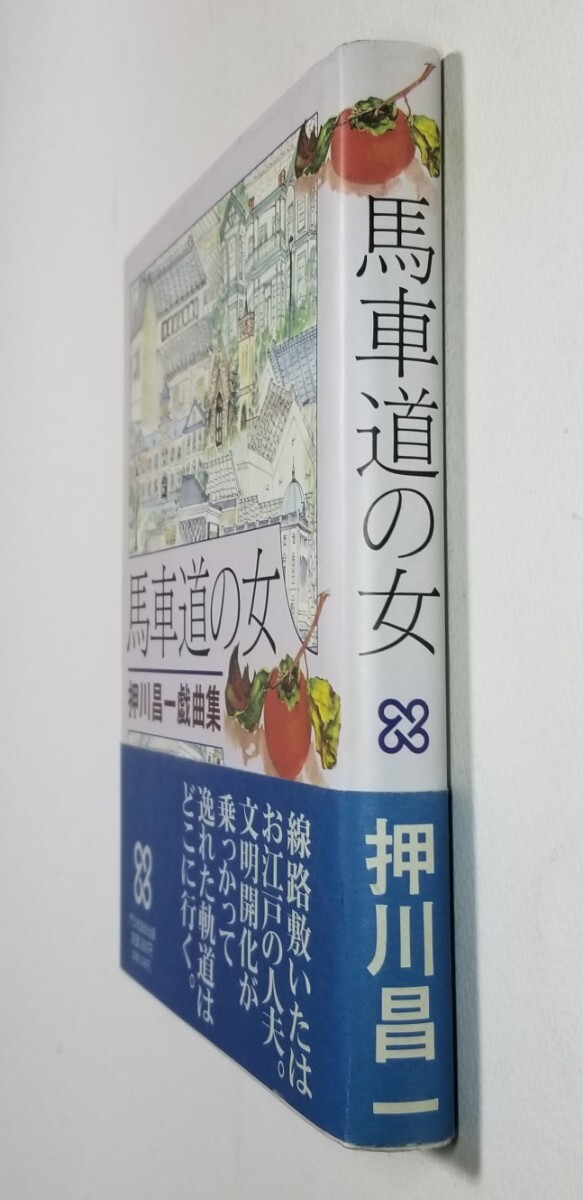 馬車道の女
押川昌一
馬車道の女
押川昌一戯曲集
線路敷いたは
お江戸の人夫。
文明開化が
乗っかって
逸れた軌道は
どこに行く。